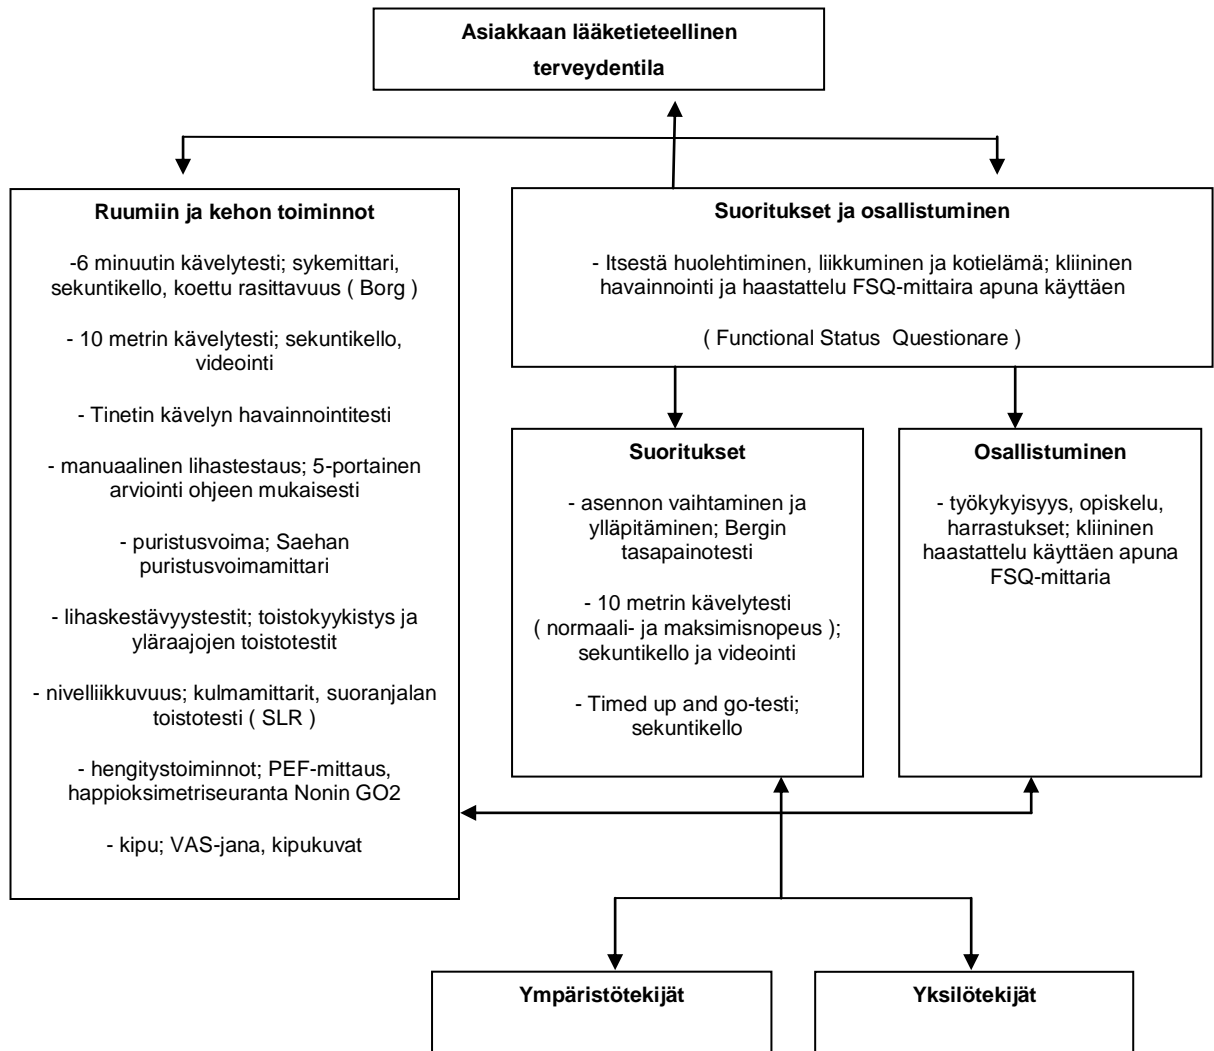 Asiakkaan lääketieteellinen
terveydentila
Ruumiin ja kehon toiminnot
-6 minuutin kävelytesti; sykemittari,
sekuntikello, koettu rasittavuus ( Borg )
- 10 metrin kävelytesti; sekuntikello,
videointi
- Tinetin kävelyn havainnointitesti
- manuaalinen lihastestaus; 5-portainen
arviointi ohjeen mukaisesti
- puristusvoima; Saehan
puristusvoimamittari
- lihaskestävyystestit; toistokyykistys ja
yläraajojen toistotestit
- nivelliikkuvuus; kulmamittarit, suoranjalan
toistotesti ( SLR )
- hengitystoiminnot; PEF-mittaus,
happioksimetriseuranta Nonin GO2
- kipu; VAS-jana, kipukuvat
Suoritukset ja osallistuminen
- Itsestä huolehtiminen, liikkuminen ja kotielämä; kliininen
havainnointi ja haastattelu FSQ-mittaira apuna käyttäen
( Functional Status  Questionare )
Suoritukset
- asennon vaihtaminen ja
ylläpitäminen; Bergin
tasapainotesti
- 10 metrin kävelytesti
( normaali- ja maksimisnopeus );
sekuntikello ja videointi
- Timed up and go-testi;
sekuntikello
Osallistuminen
- työkykyisyys, opiskelu,
harrastukset; kliininen
haastattelu käyttäen apuna
FSQ-mittaria
Ympäristötekijät
Yksilötekijät